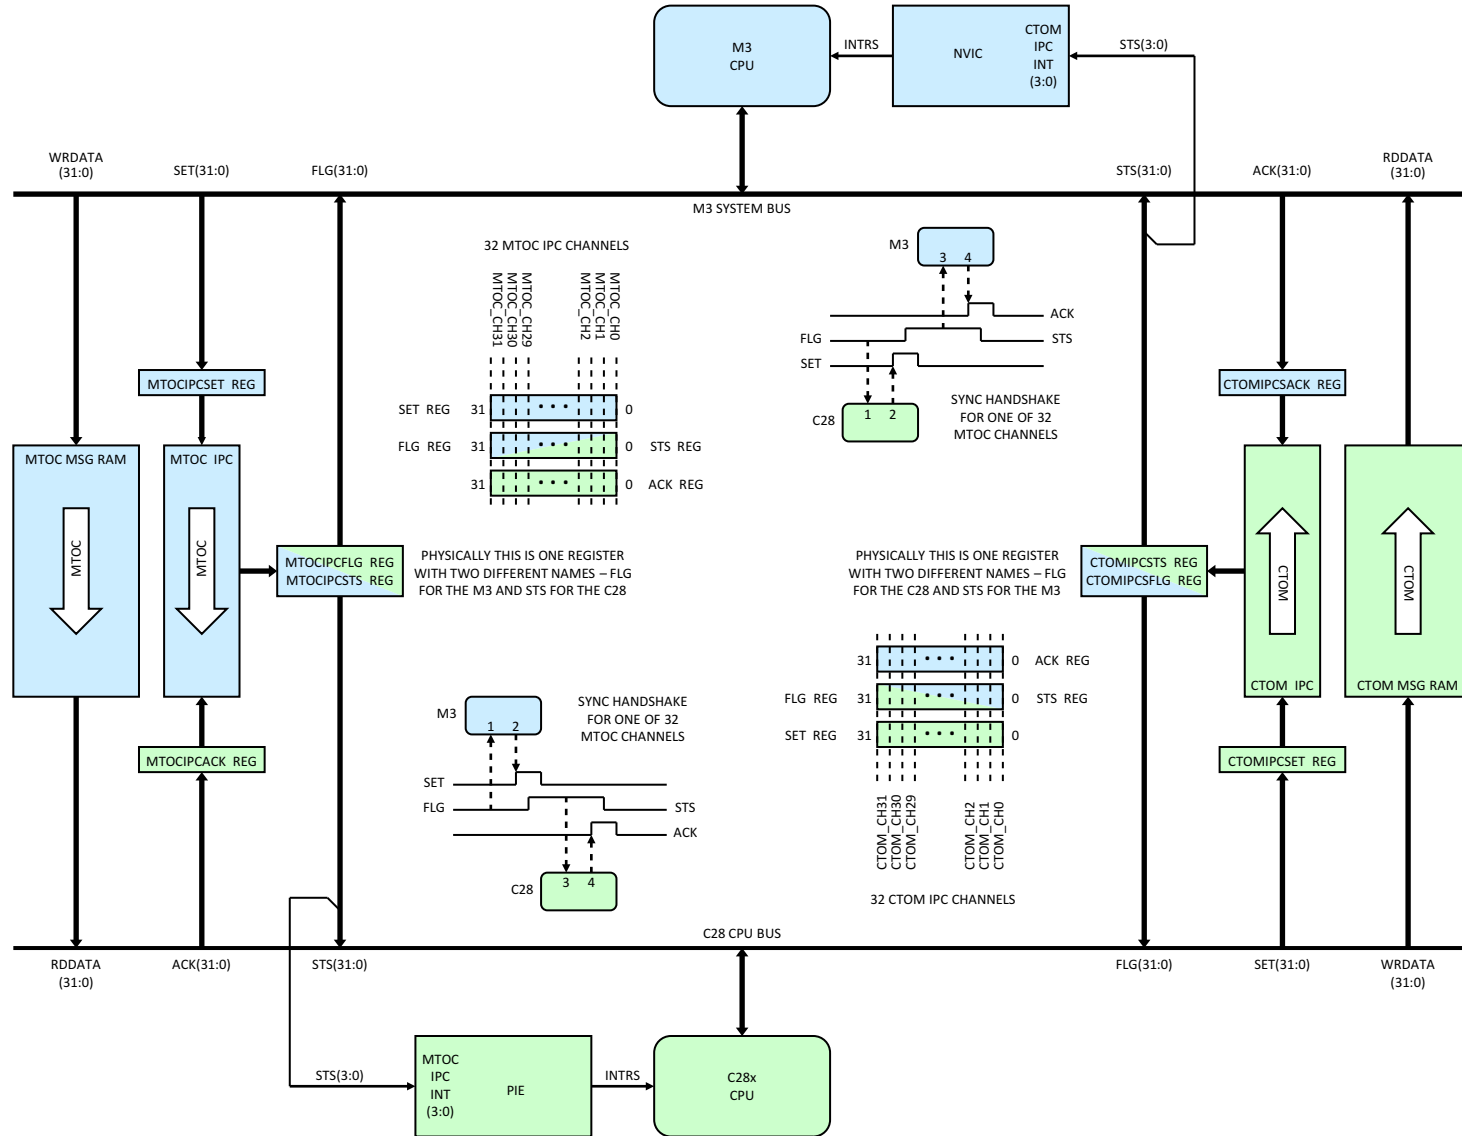 M3
CPU
INTRS
NVIC
CTOM
IPC
INT
(3:0)
STS(3:0)
WRDATA
(31:0)
SET(31:0)
FLG(31:0)
STS(31:0)
ACK(31:0)
RDDATA
(31:0)
M3 SYSTEM BUS
32 MTOC IPC CHANNELS
MTOC_CH31
MTOC_CH30
MTOC_CH29
MTOC_CH2
MTOC_CH1
MTOC_CH0
SET REG 31 0
FLG REG 31 0 STS REG
31 0 ACK REG
M3
3 4
ACK
FLG STS
SET
C28
1 2
SYNC HANDSHAKE
FOR ONE OF 32
MTOC CHANNELS
MTOCIPCSET REG
CTOMIPCSACK REG
MTOC MSG RAM
MTOC
MTOC IPC
MTOC
MTOCIPCFLG REG
MTOCIPCSTS REG
PHYSICALLY THIS IS ONE REGISTER
WITH TWO DIFFERENT NAMES – FLG
FOR THE M3 AND STS FOR THE C28
PHYSICALLY THIS IS ONE REGISTER
WITH TWO DIFFERENT NAMES – FLG
FOR THE C28 AND STS FOR THE M3
CTOMIPCSTS REG
CTOMIPCSFLG REG
CTOM
CTOM IPC
CTOM
CTOM MSG RAM
31 0 ACK REG
FLG REG 31 0 STS REG
SET REG 31 0
CTOM_CH31
CTOM_CH30
CTOM_CH29
CTOM_CH2
CTOM_CH1
CTOM_CH0
32 CTOM IPC CHANNELS
M3
1 2
SYNC HANDSHAKE
FOR ONE OF 32
MTOC CHANNELS
SET
FLG STS
ACK
C28
3 4
MTOCIPCACK REG
CTOMIPCSET REG
C28 CPU BUS
RDDATA
(31:0)
ACK(31:0)
STS(31:0)
FLG(31:0)
SET(31:0)
WRDATA
(31:0)
STS(3:0)
MTOC
IPC
INT
(3:0)
PIE
INTRS
C28x
CPU